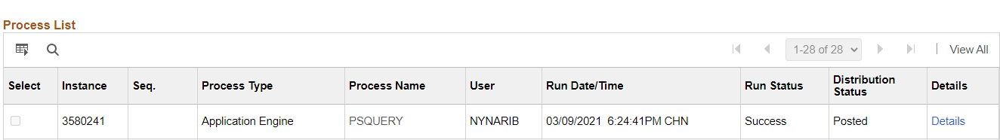 Process List
1-28 of 28
View All
Select Instance Seq. Process Type Process Name User Run Date/Time Run Status Distribution Status Details
3580241 Application Engine PSQUERY NYNARIB 03/09/2021 6:24:41PM CHN Success Posted Details